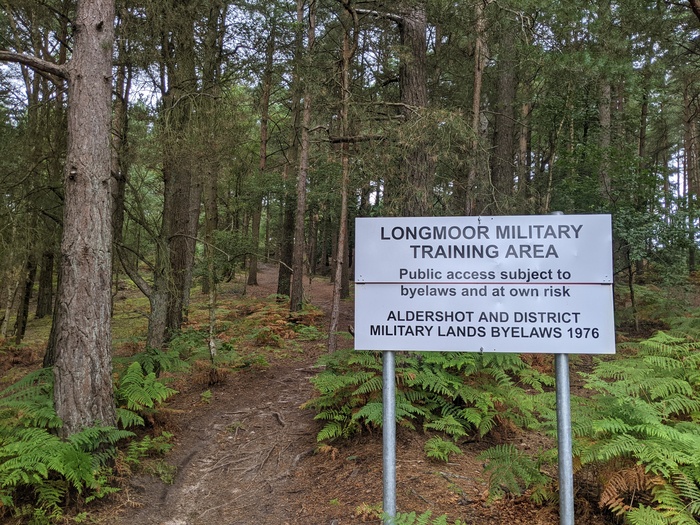 LONGMOOR MILITARY
TRAINING AREA
Public access subject to
byelaws and at own risk
ALDERSHOT AND DISTRICT
MILITARY LANDS BYELAWS 1976